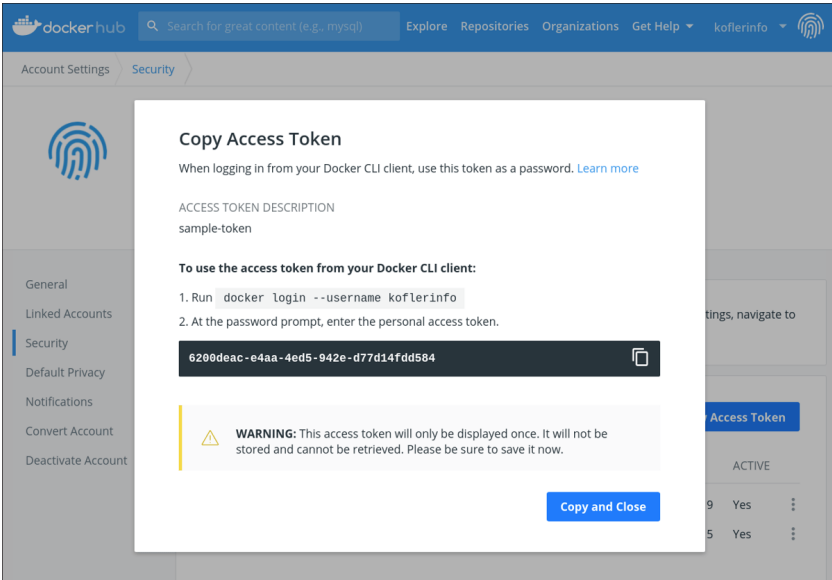 dockerhub
Search for great content (e.g., mysql)
Explore Repositories Organizations Get Help koflerinfo
Account Settings Security
Copy Access Token
When logging in from your Docker CLI client, use this token as a password. Learn more
ACCESS TOKEN DESCRIPTION
sample-token
To use the access token from your Docker CLI client:
1. Run docker login --username koflerinfo
2. At the password prompt, enter the personal access token.
6200deac-e4aa-4ed5-942e-d77d14fdd584
WARNING: This access token will only be displayed once. It will not be
stored and cannot be retrieved. Please be sure to save it now.
Copy and Close
General
Linked Accounts
Security
Default Privacy
Notifications
Convert Account
Deactivate Account
tings, navigate to
Access Token
ACTIVE
9 Yes
5 Yes